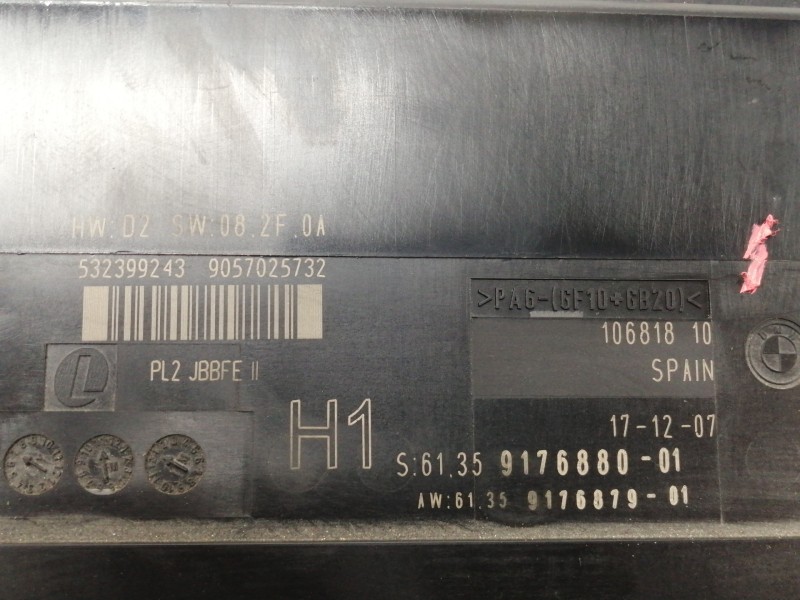 HW:D2 SW:08.2F.0A
532399243 9057025732
>PA6-(GF10+GB20)<
106818 10
PL2 JBBFE II
SPAIN
H1
17-12-07
S:61.35 9176880-01
AW:61.35 9176879-01